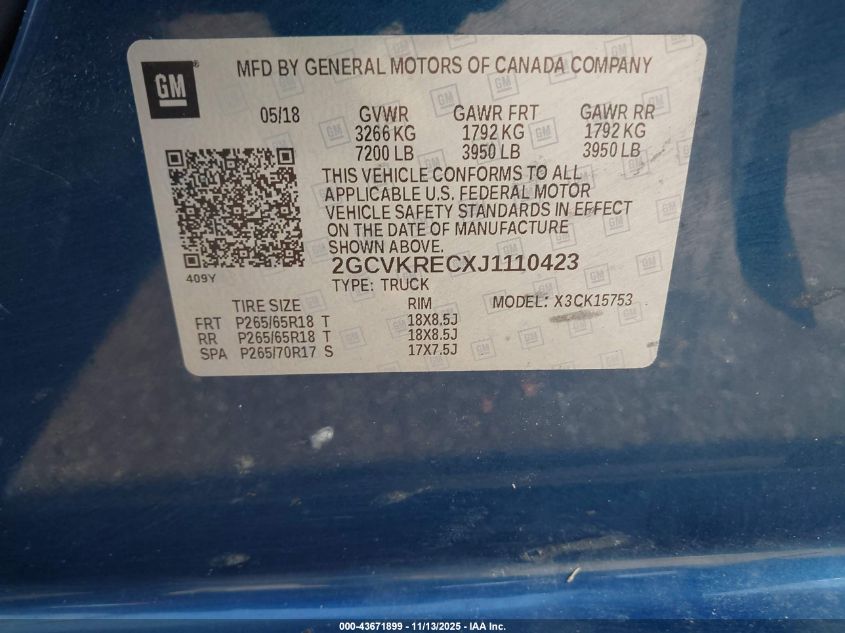 GM®
MFD BY GENERAL MOTORS OF CANADA COMPANY
05/18 GVWR GAWR FRT GAWR RR
3266 KG 1792 KG 1792 KG
7200 LB 3950 LB 3950 LB
THIS VEHICLE CONFORMS TO ALL
APPLICABLE U.S. FEDERAL MOTOR
VEHICLE SAFETY STANDARDS IN EFFECT
ON THE DATE OF MANUFACTURE
SHOWN ABOVE.
409Y
2GCVKRECXJ1110423
TYPE: TRUCK
TIRE SIZE RIM MODEL: X3CK15753
FRT P265/65R18 T 18X8.5J
RR P265/65R18 T 18X8.5J
SPA P265/70R17 S 17X7.5J
000-43671899 - 11/13/2025 - IAA Inc.